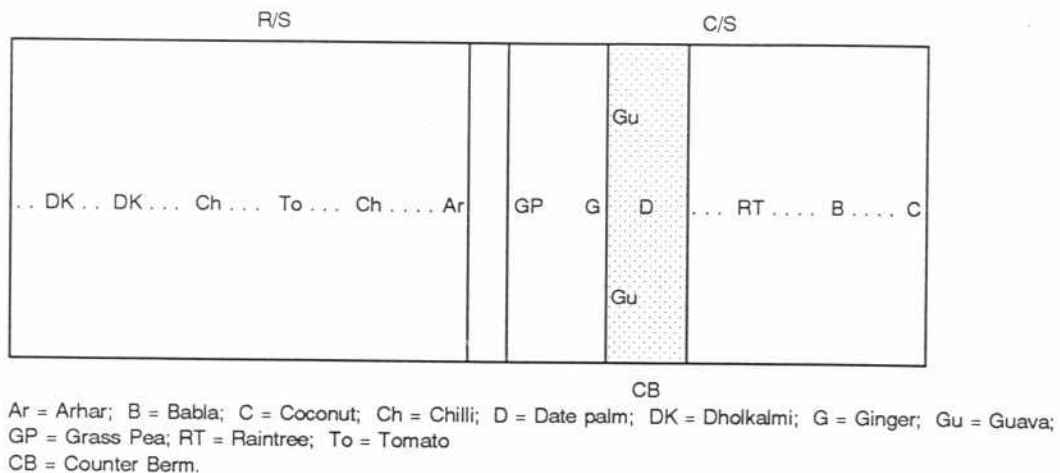 R/S C/S
Gu
. . DK . . DK . . . Ch . . . To . . . Ch . . . . Ar GP G D . . . RT . . . . B . . . . C
Gu
CB
Ar = Arhar; B = Babla; C = Coconut; Ch = Chilli; D = Date palm; DK = Dholkalmi; G = Ginger; Gu = Guava;
GP = Grass Pea; RT = Raintree; To = Tomato
CB = Counter Berm.